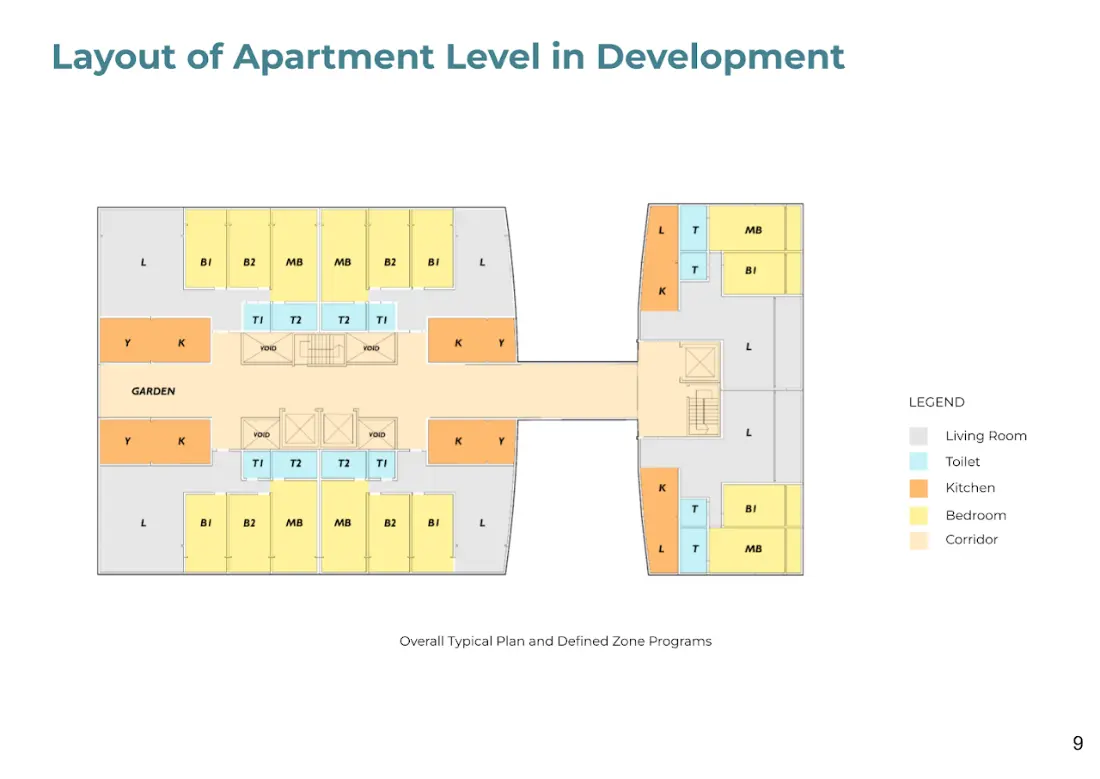 Layout of Apartment Level in Development
L B1 B2 MB MB B2 B1 L
T1 T2 T2 T1
Y K VOID VOID K Y
GARDEN
Y K VOID VOID K Y
T1 T2 T2 T1
L B1 B2 MB MB B2 B1 L
L T MB
T B1
K
L
L
K T B1
L T MB
LEGEND
Living Room
Toilet
Kitchen
Bedroom
Corridor
Overall Typical Plan and Defined Zone Programs
9